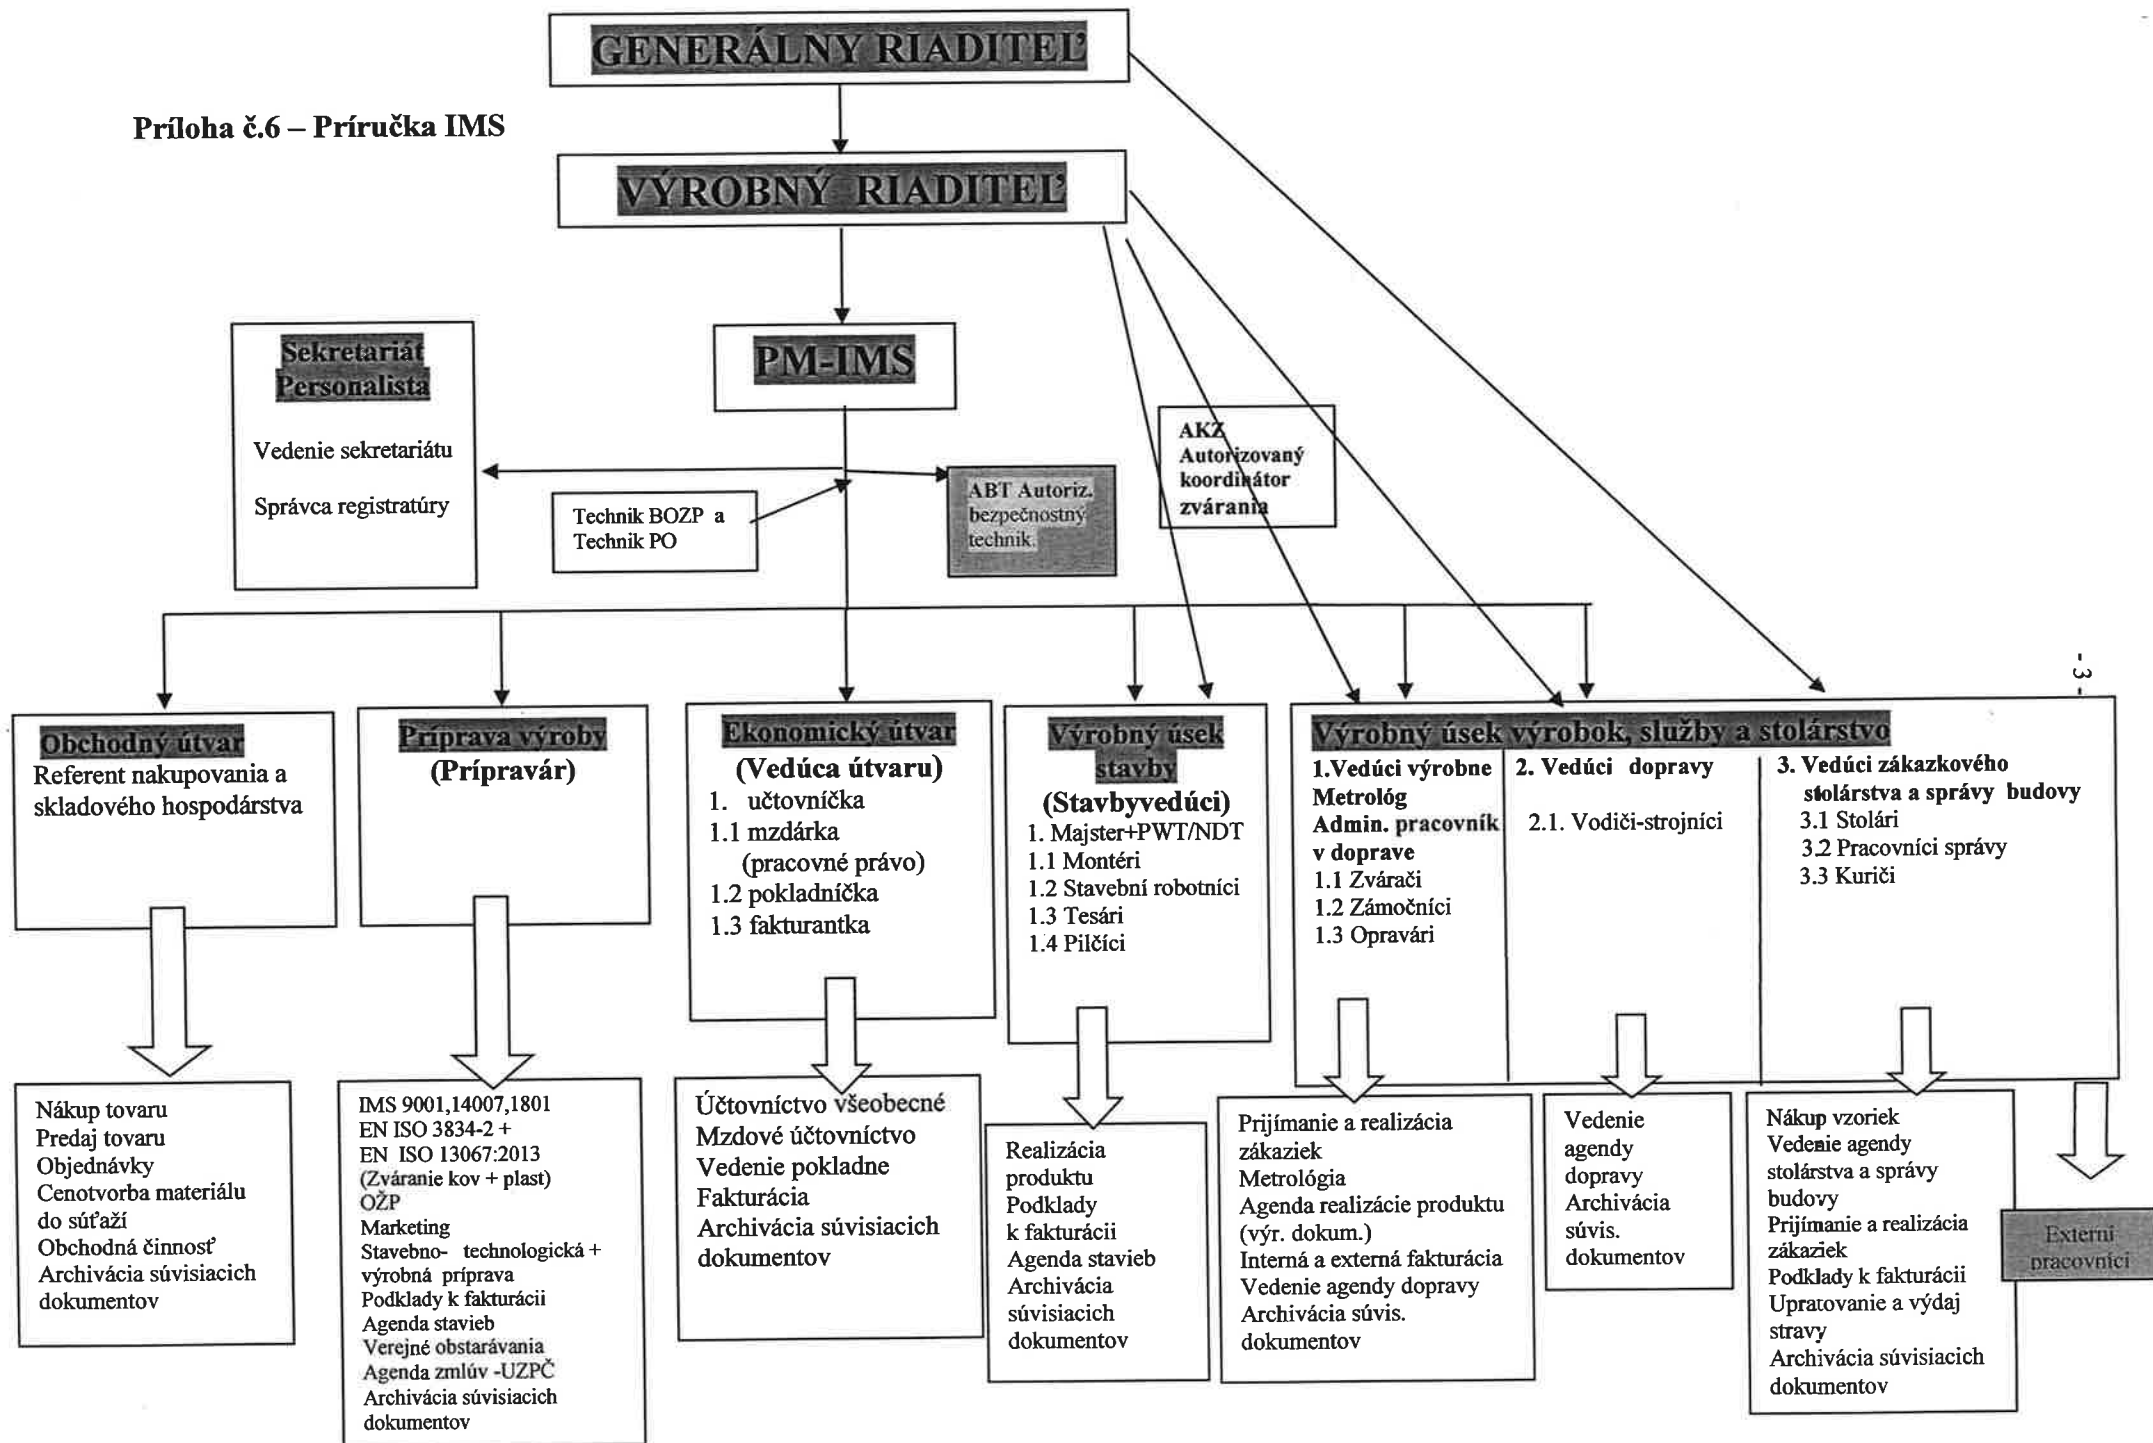 GENERÁLNY RIADITEĽ
Príloha č.6 – Príručka IMS
VÝROBNÝ RIADITEĽ
Sekretariát
Personalista
Vedenie sekretariátu
Správca registratúry
PM-IMS
Technik BOZP a
Technik PO
ABT Autoriz.
bezpečnostný
technik.
AKZ
Autorizovaný
koordinátor
zvárania
- 3 -
Obchodný útvar
Referent nakupovania a
skladového hospodárstva
Príprava výroby
(Prípravár)
Ekonomický útvar
(Vedúca útvaru)
1. učtovníčka
1.1 mzdárka
(pracovné právo)
1.2 pokladníčka
1.3 fakturantka
Výrobný úsek
stavby
(Stavbyvedúci)
1. Majster+PWT/NDT
1.1 Montéri
1.2 Stavební robotníci
1.3 Tesári
1.4 Pilčíci
Výrobný úsek výrobok, služby a stolárstvo
1.Vedúci výrobne
Metrológ
Admin. pracovník
v doprave
1.1 Zvárači
1.2 Zámočníci
1.3 Opravári
2. Vedúci dopravy
2.1. Vodiči-strojníci
3. Vedúci zákazkového
stolárstva a správy budovy
3.1 Stolári
3.2 Pracovníci správy
3.3 Kuriči
Nákup tovaru
Predaj tovaru
Objednávky
Cenotvorba materiálu
do súťaží
Obchodná činnosť
Archivácia súvisiacich
dokumentov
IMS 9001,14007,1801
EN ISO 3834-2 +
EN ISO 13067:2013
(Zváranie kov + plast)
OŽP
Marketing
Stavebno- technologická +
výrobná príprava
Podklady k fakturácii
Agenda stavieb
Verejné obstarávania
Agenda zmlúv -UZPČ
Archivácia súvisiacich
dokumentov
Účtovníctvo všeobecné
Mzdové účtovníctvo
Vedenie pokladne
Fakturácia
Archivácia súvisiacich
dokumentov
Realizácia
produktu
Podklady
k fakturácii
Agenda stavieb
Archivácia
súvisiacich
dokumentov
Prijímanie a realizácia
zákaziek
Metrológia
Agenda realizácie produktu
(výr. dokum.)
Interná a externá fakturácia
Vedenie agendy dopravy
Archivácia súvis.
dokumentov
Vedenie
agendy
dopravy
Archivácia
súvis.
dokumentov
Nákup vzoriek
Vedenie agendy
stolárstva a správy
budovy
Prijímanie a realizácia
zákaziek
Podklady k fakturácii
Upratovanie a výdaj
stravy
Archivácia súvisiacich
dokumentov
Externí
pracovníci